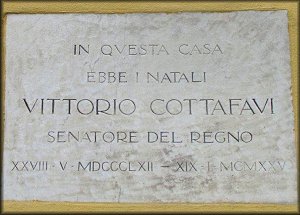 IN QVESTA CASA
EBBE I NATALI
VITTORIO COTTAFAVI
SENATORE DEL REGNO
XXVIII · V · MDCCCLXII – XIX · I · MCMXXV